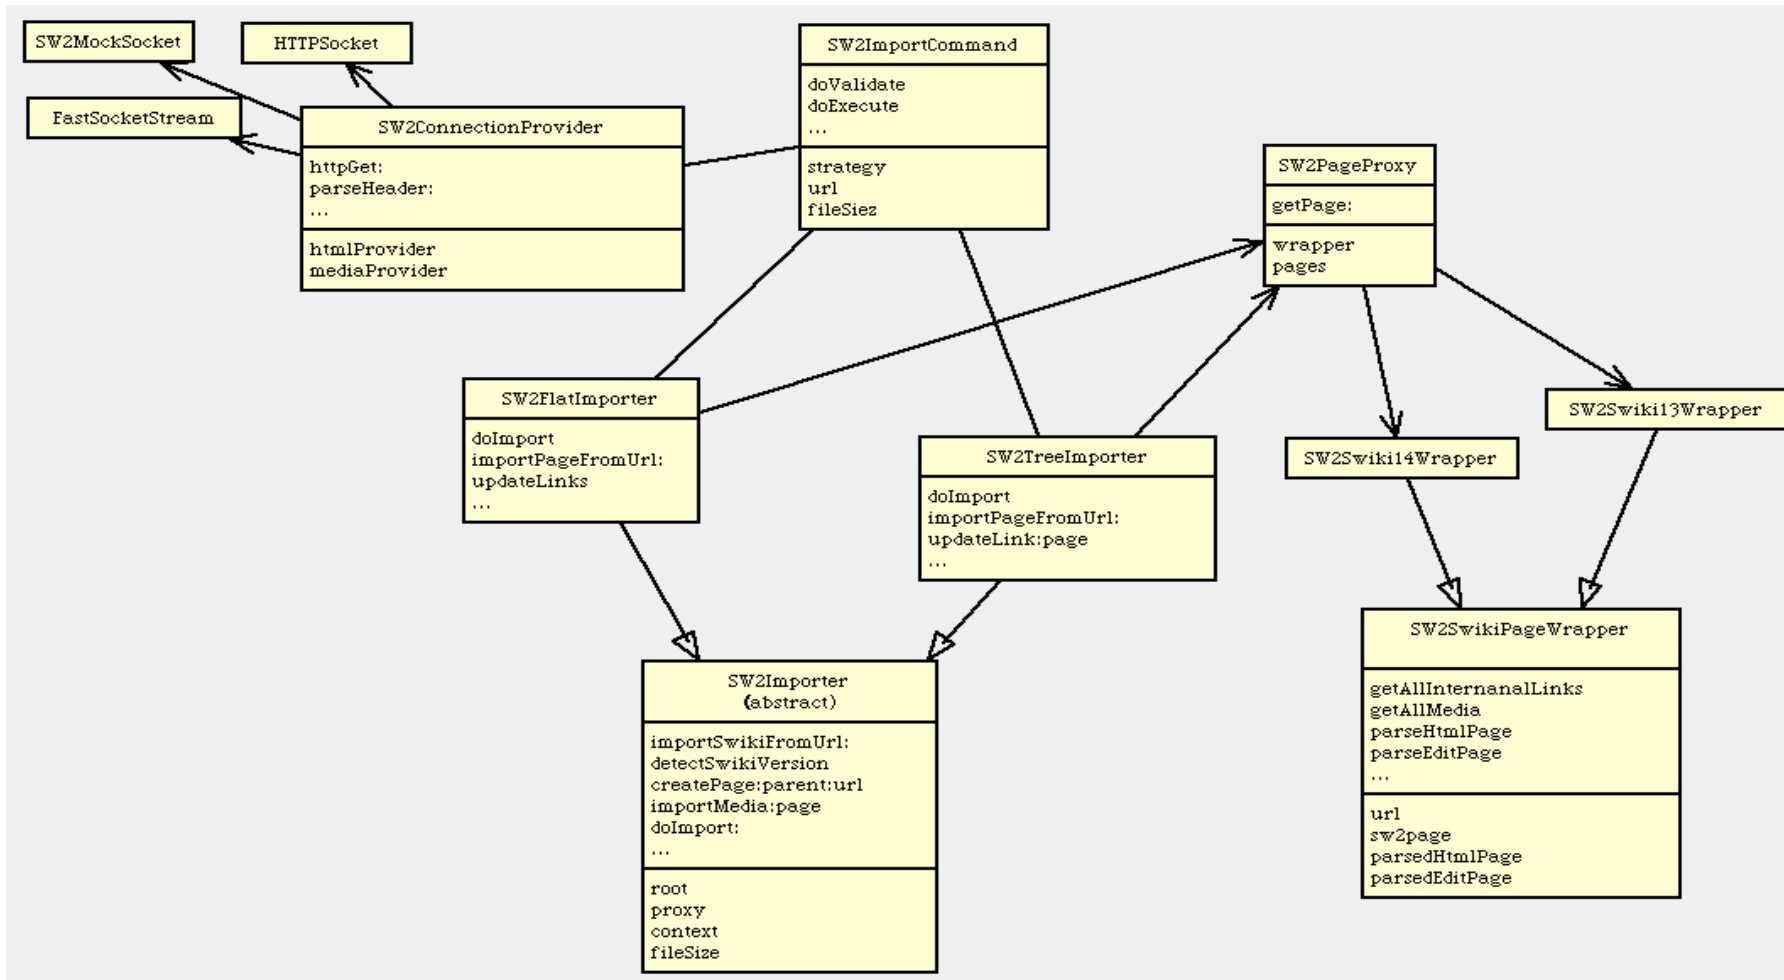 SW2MockSocket
HTTPSocket
FastSocketStream
SW2ConnectionProvider
httpGet:
parseHeader:
...
htmlProvider
mediaProvider
SW2ImportCommand
doValidate
doExecute
...
strategy
url
fileSiez
SW2PageProxy
getPage:
wrapper
pages
SW2FlatImporter
doImport
importPageFromUrl:
updateLinks
...
SW2TreeImporter
doImport
importPageFromUrl:
updateLink:page
...
SW2Swiki14Wrapper
SW2Swiki13Wrapper
SW2Importer
(abstract)
importSwikiFromUrl:
detectSwikiVersion
createPage:parent:url
importMedia:page
doImport:
...
root
proxy
context
fileSize
SW2SwikiPageWrapper
getAllInternanalLinks
getAllMedia
parseHtmlPage
parseEditPage
...
url
sw2page
parsedHtmlPage
parsedEditPage